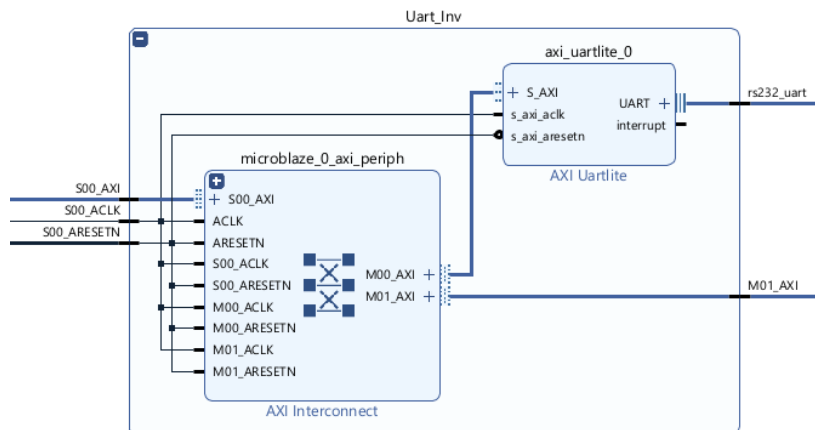 Uart_Inv
axi_uartlite_0
S_AXI
s_axi_aclk
s_axi_aresetn
UART
interrupt
AXI Uartlite
rs232_uart
microblaze_0_axi_periph
S00_AXI
S00_ACLK
S00_ARESETN
S00_AXI
ACLK
ARESETN
S00_ACLK
S00_ARESETN
M00_ACLK
M00_ARESETN
M01_ACLK
M01_ARESETN
M00_AXI
M01_AXI
AXI Interconnect
M01_AXI